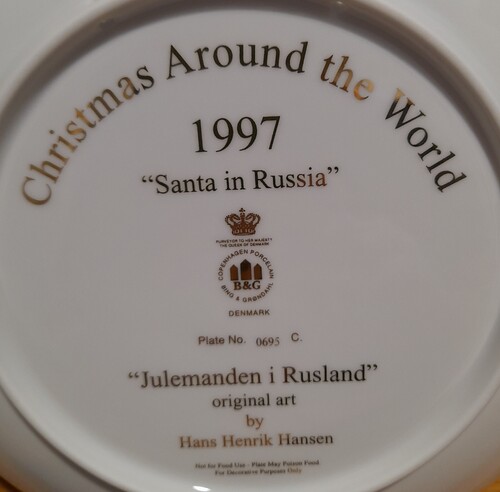 Christmas Around the World
1997
“Santa in Russia”
PURVEYOR TO HER MAJESTY
THE QUEEN OF DENMARK
COPENHAGEN PORCELAIN
B&G
BING & GRØNDAHL
DENMARK
Plate No. 0695 C.
“Julemanden i Rusland”
original art
by
Hans Henrik Hansen
Not for Food Use - Plate May Poison Food
For Decorative Purposes Only